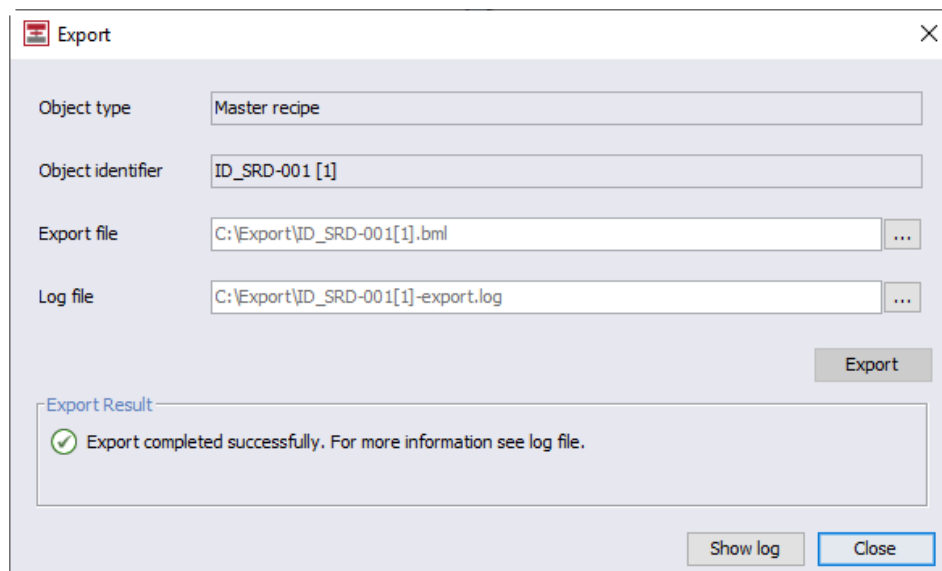 Export
Object type Master recipe
Object identifier ID_SRD-001 [1]
Export file C:\Export\ID_SRD-001[1].bml ...
Log file C:\Export\ID_SRD-001[1]-export.log ...
Export
Export Result
Export completed successfully. For more information see log file.
Show log Close